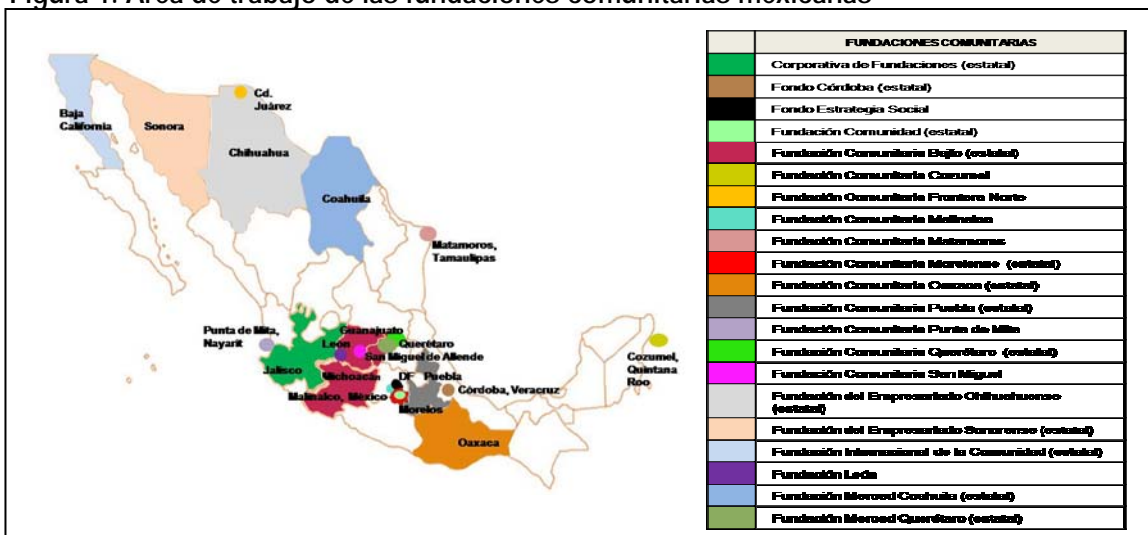 Figura 1. Área de trabajo de las fundaciones comunitarias mexicanas
Baja
California
Sonora
Cd.
Juárez
Chihuahua
Coahuila
Matamoros,
Tamaulipas
Punta de Mita,
Nayarit
Guanajuato
León
Querétaro
San Miguel de Allende
Jalisco
Michoacán
DF
Puebla
Malinalco, México
Córdoba, Veracruz
Morelos
Oaxaca
Cozumel,
Quintana
Roo
FUNDACIONES COMUNITARIAS
Corporativa de Fundaciones (estatal)
Fondo Córdoba (estatal)
Fondo Estrategia Social
Fundación Comunidad (estatal)
Fundación Comunitaria Bajío (estatal)
Fundación Comunitaria Cozumel
Fundación Comunitaria Frontera Norte
Fundación Comunitaria Malinalco
Fundación Comunitaria Matamoros
Fundación Comunitaria Morelense (estatal)
Fundación Comunitaria Oaxaca (estatal)
Fundación Comunitaria Puebla (estatal)
Fundación Comunitaria Punta de Mita
Fundación Comunitaria Querétaro (estatal)
Fundación Comunitaria San Miguel
Fundación del Empresariado Chihuahuense
(estatal)
Fundación del Empresariado Sonorense (estatal)
Fundación Internacional de la Comunidad (estatal)
Fundación León
Fundación Merced Coahuila (estatal)
Fundación Merced Querétaro (estatal)